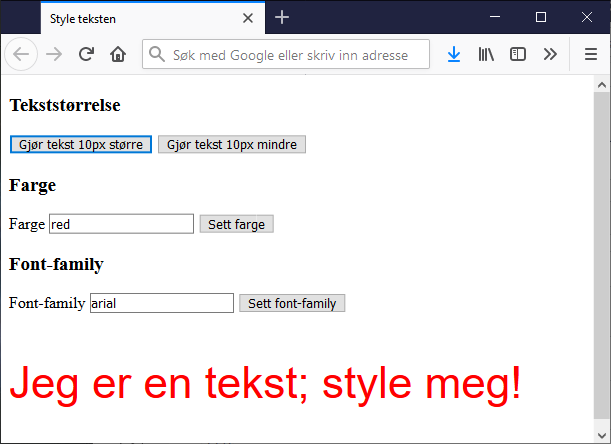 Style teksten
Søk med Google eller skriv inn adresse
Tekststørrelse
Gjør tekst 10px større Gjør tekst 10px mindre
Farge
Farge red Sett farge
Font-family
Font-family arial Sett font-family
Jeg er en tekst; style meg!